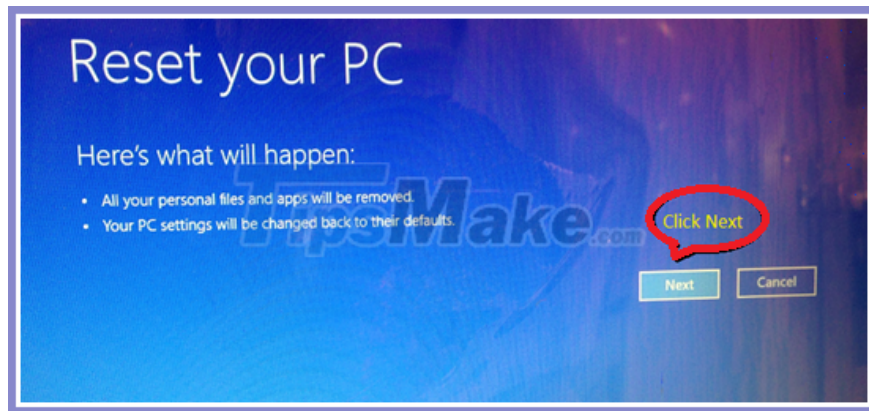 Reset your PC
Here's what will happen:
• All your personal files and apps will be removed.
• Your PC settings will be changed back to their defaults.
TipsMake.com
Click Next
Next
Cancel